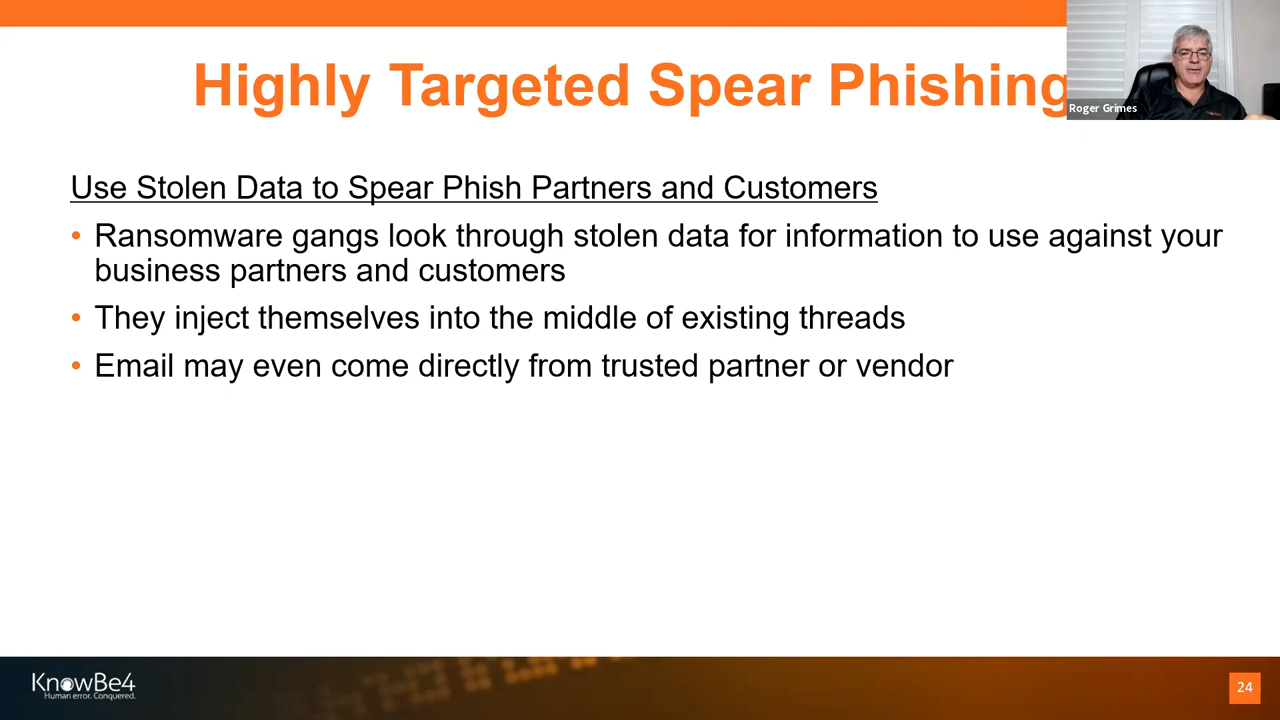 Highly Targeted Spear Phishing
Roger Grimes
Use Stolen Data to Spear Phish Partners and Customers
• Ransomware gangs look through stolen data for information to use against your
business partners and customers
• They inject themselves into the middle of existing threads
• Email may even come directly from trusted partner or vendor
KnowBe4
Human error. Conquered.
24